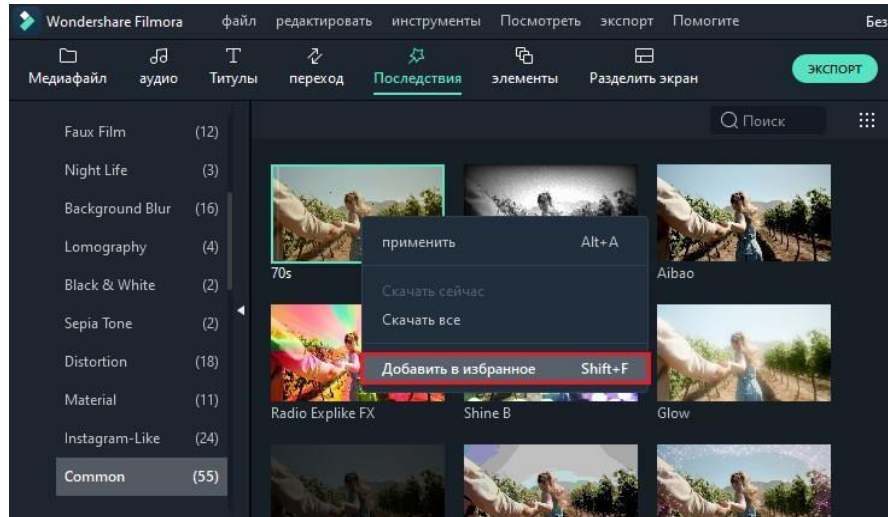 Wondershare Filmora файл редактировать инструменты Посмотреть экспорт Помогите Без
Медиафайл аудио Титулы переход Последствия элементы Разделить экран экспорт
Поиск
Faux Film (12)
Night Life (3)
Background Blur (16)
Lomography (4)
Black & White (2)
Sepia Tone (2)
Distortion (18)
Material (11)
Instagram-Like (24)
Common (55)
70s
Aibao
применить Alt+A
Скачать сейчас
Скачать все
Добавить в избранное Shift+F
Radio Explike FX Shine B Glow